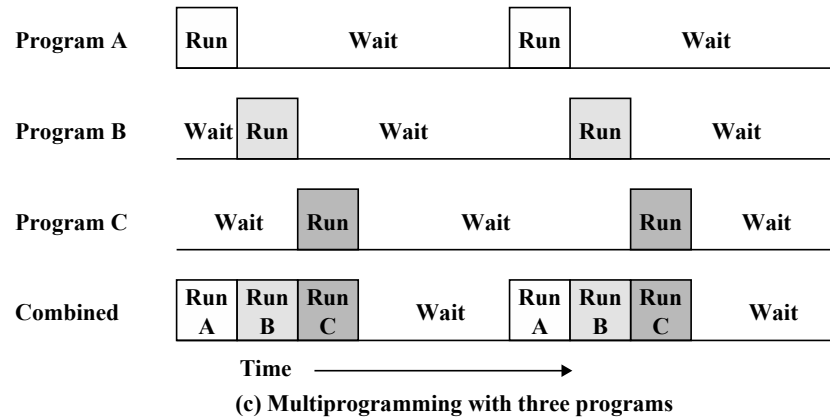 Program A Run Wait Run Wait
Program B Wait Run Wait Run Wait
Program C Wait Run Wait Run Wait
Combined Run A Run B Run C Wait Run A Run B Run C Wait
Time
(c) Multiprogramming with three programs